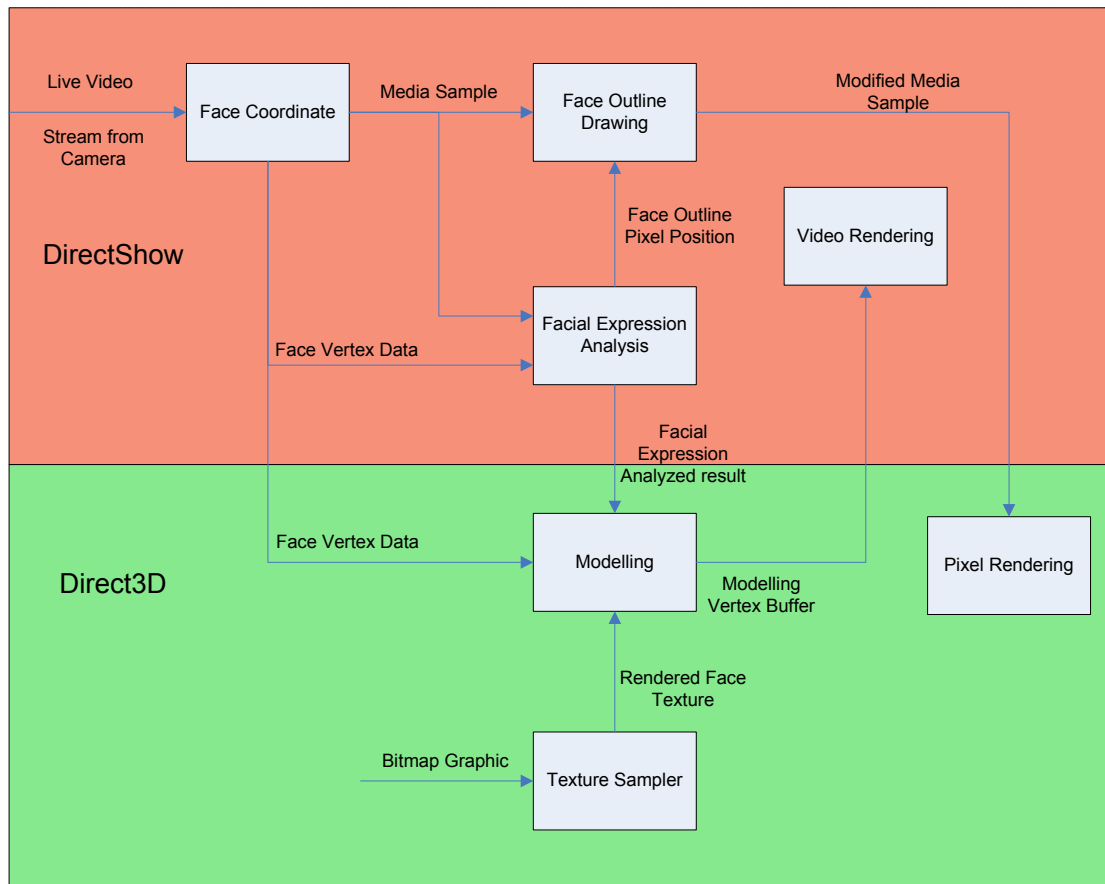 Live Video
Stream from
Camera
Face Coordinate
Media Sample
Face Outline
Drawing
Modified Media
Sample
Face Outline
Pixel Position
Video Rendering
DirectShow
Facial Expression
Analysis
Face Vertex Data
Facial
Expression
Analyzed result
Face Vertex Data
Modelling
Modelling
Vertex Buffer
Pixel Rendering
Direct3D
Rendered Face
Texture
Bitmap Graphic
Texture Sampler